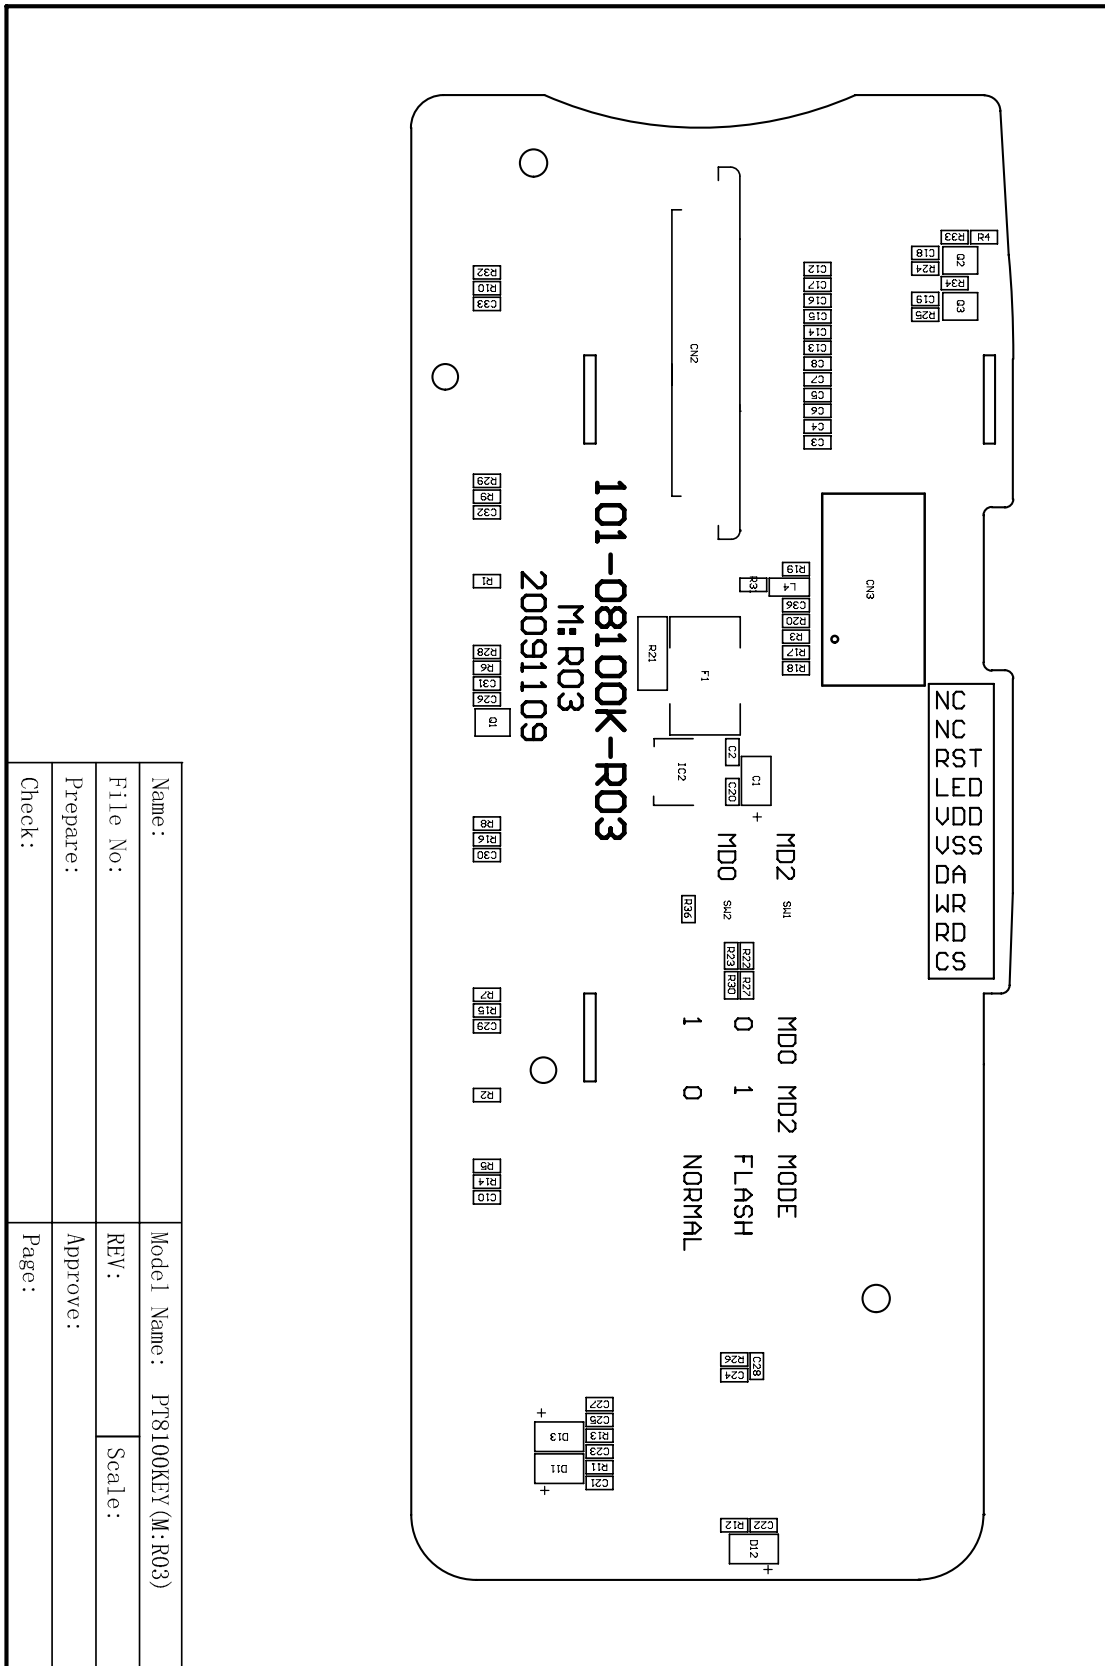 R33 R4
C18 Q2
R24
R34
C19 Q3
R25
R32
R10
C33
C12
C17
C16
C15
C14
C13
C8
C7
C5
C6
C4
C3
CN2
R29
R9
C32
R1
R28
R6
C31
C26
Q1
101-08100K-R03
M:R03
20091109
R19
R31 L4
C36
R20
R3
R17
R18
CN3
R21
F1
IC2
C2
C20
C1
+
NC
NC
RST
LED
VDD
VSS
DA
WR
RD
CS
MD2
MD0
SW1
SW2
R36
R8
R16
C30
R23 R22
R30 R27
R7
R15
C29
R2
R5
R14
C10
MD0 MD2 MODE
0 1 FLASH
1 0 NORMAL
R26 C28
C24
C27
C25
R13
C23
R11
C21
+
D13
D11
+
R12 C22
D12
+
Name:
Model Name: PT8100KEY(M:R03)
File No:
REV:
Scale:
Prepare:
Approve:
Check:
Page: